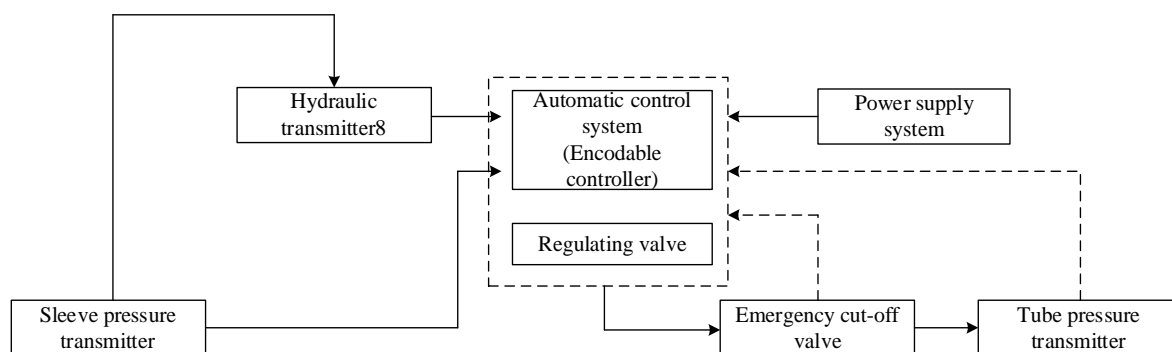 Hydraulic
transmitter8
Automatic control
system
(Encodable
controller)
Power supply
system
Regulating valve
Sleeve pressure
transmitter
Emergency cut-off
valve
Tube pressure
transmitter